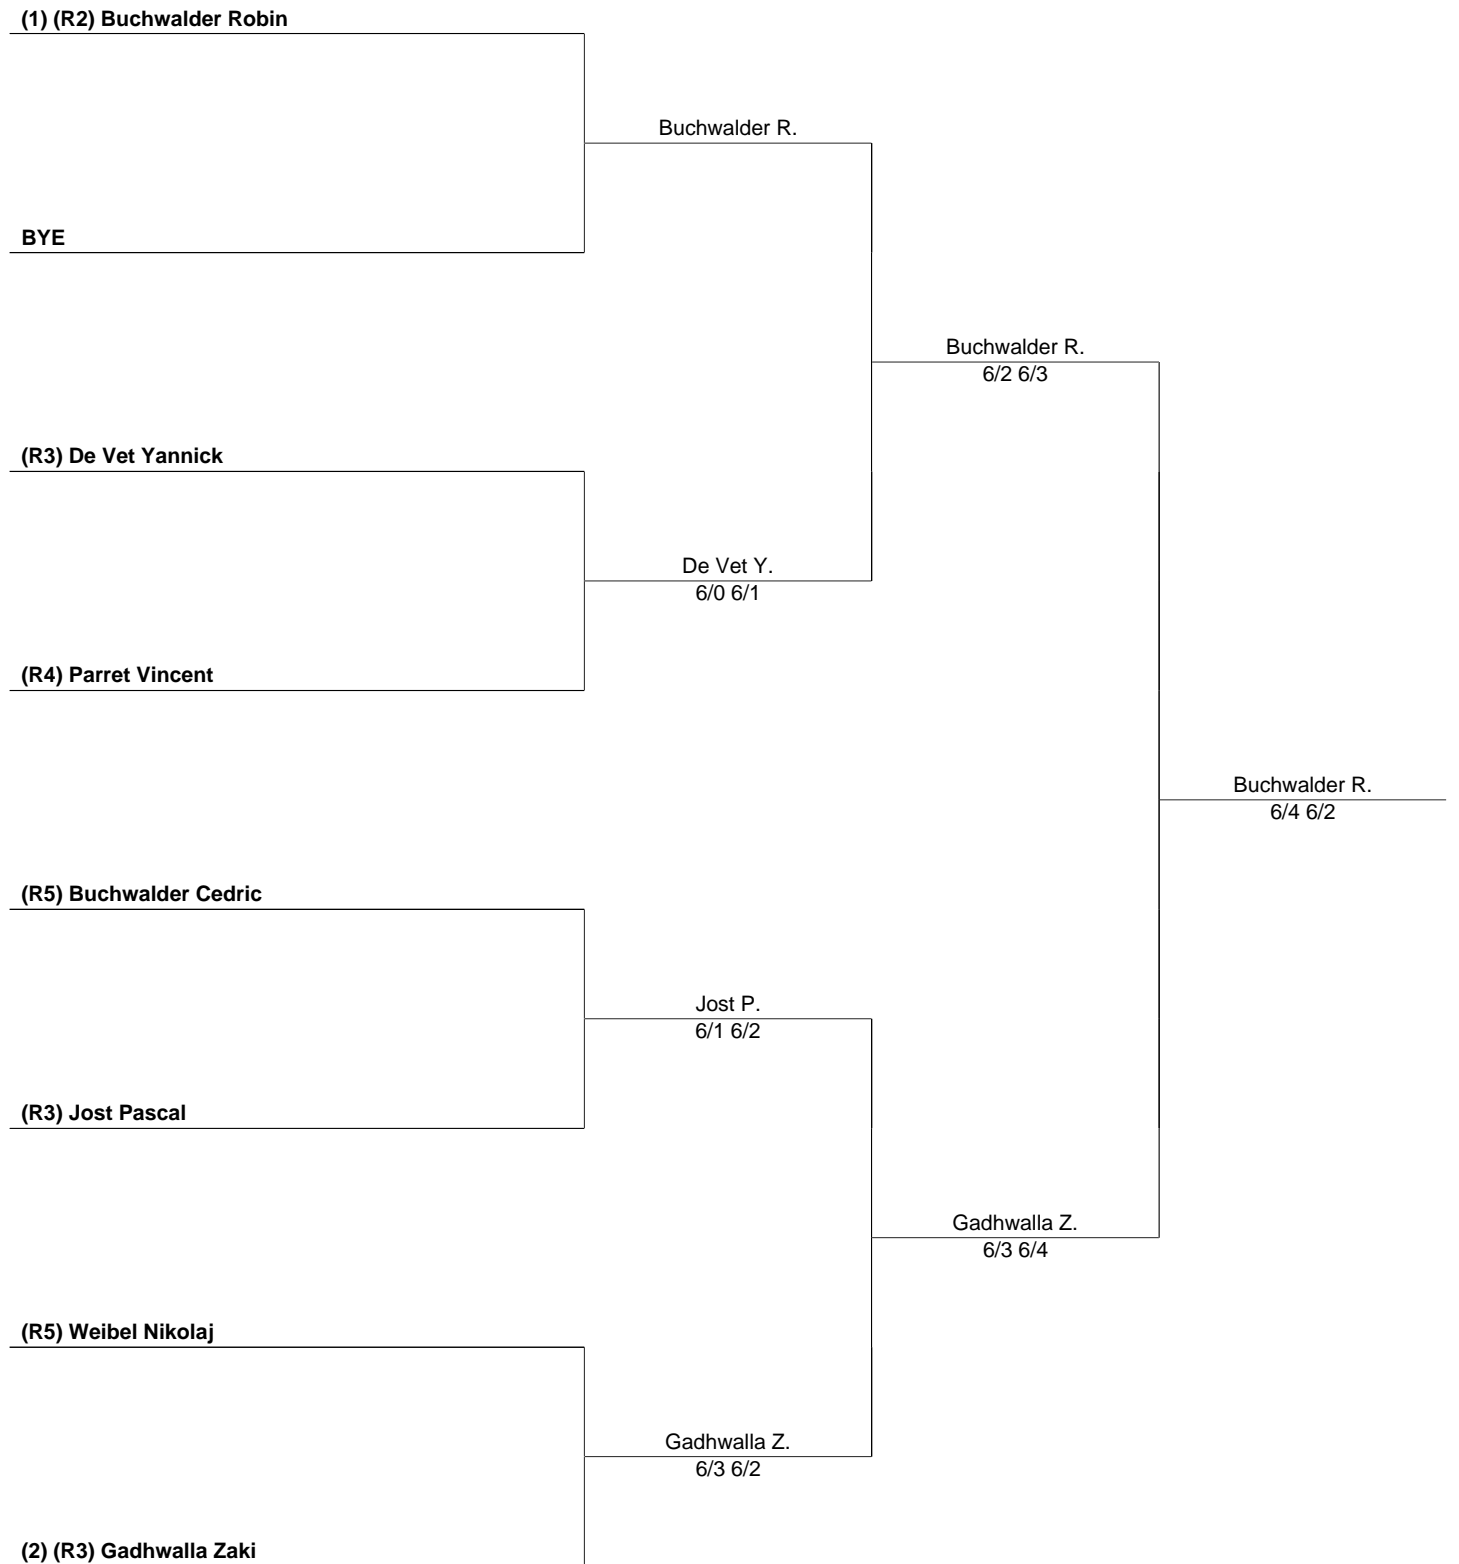 (1) (R2) Buchwalder Robin
Buchwalder R.
BYE
Buchwalder R.
6/2 6/3
(R3) De Vet Yannick
De Vet Y.
6/0 6/1
(R4) Parret Vincent
Buchwalder R.
6/4 6/2
(R5) Buchwalder Cedric
Jost P.
6/1 6/2
(R3) Jost Pascal
Gadhwalla Z.
6/3 6/4
(R5) Weibel Nikolaj
Gadhwalla Z.
6/3 6/2
(2) (R3) Gadhwalla Zaki